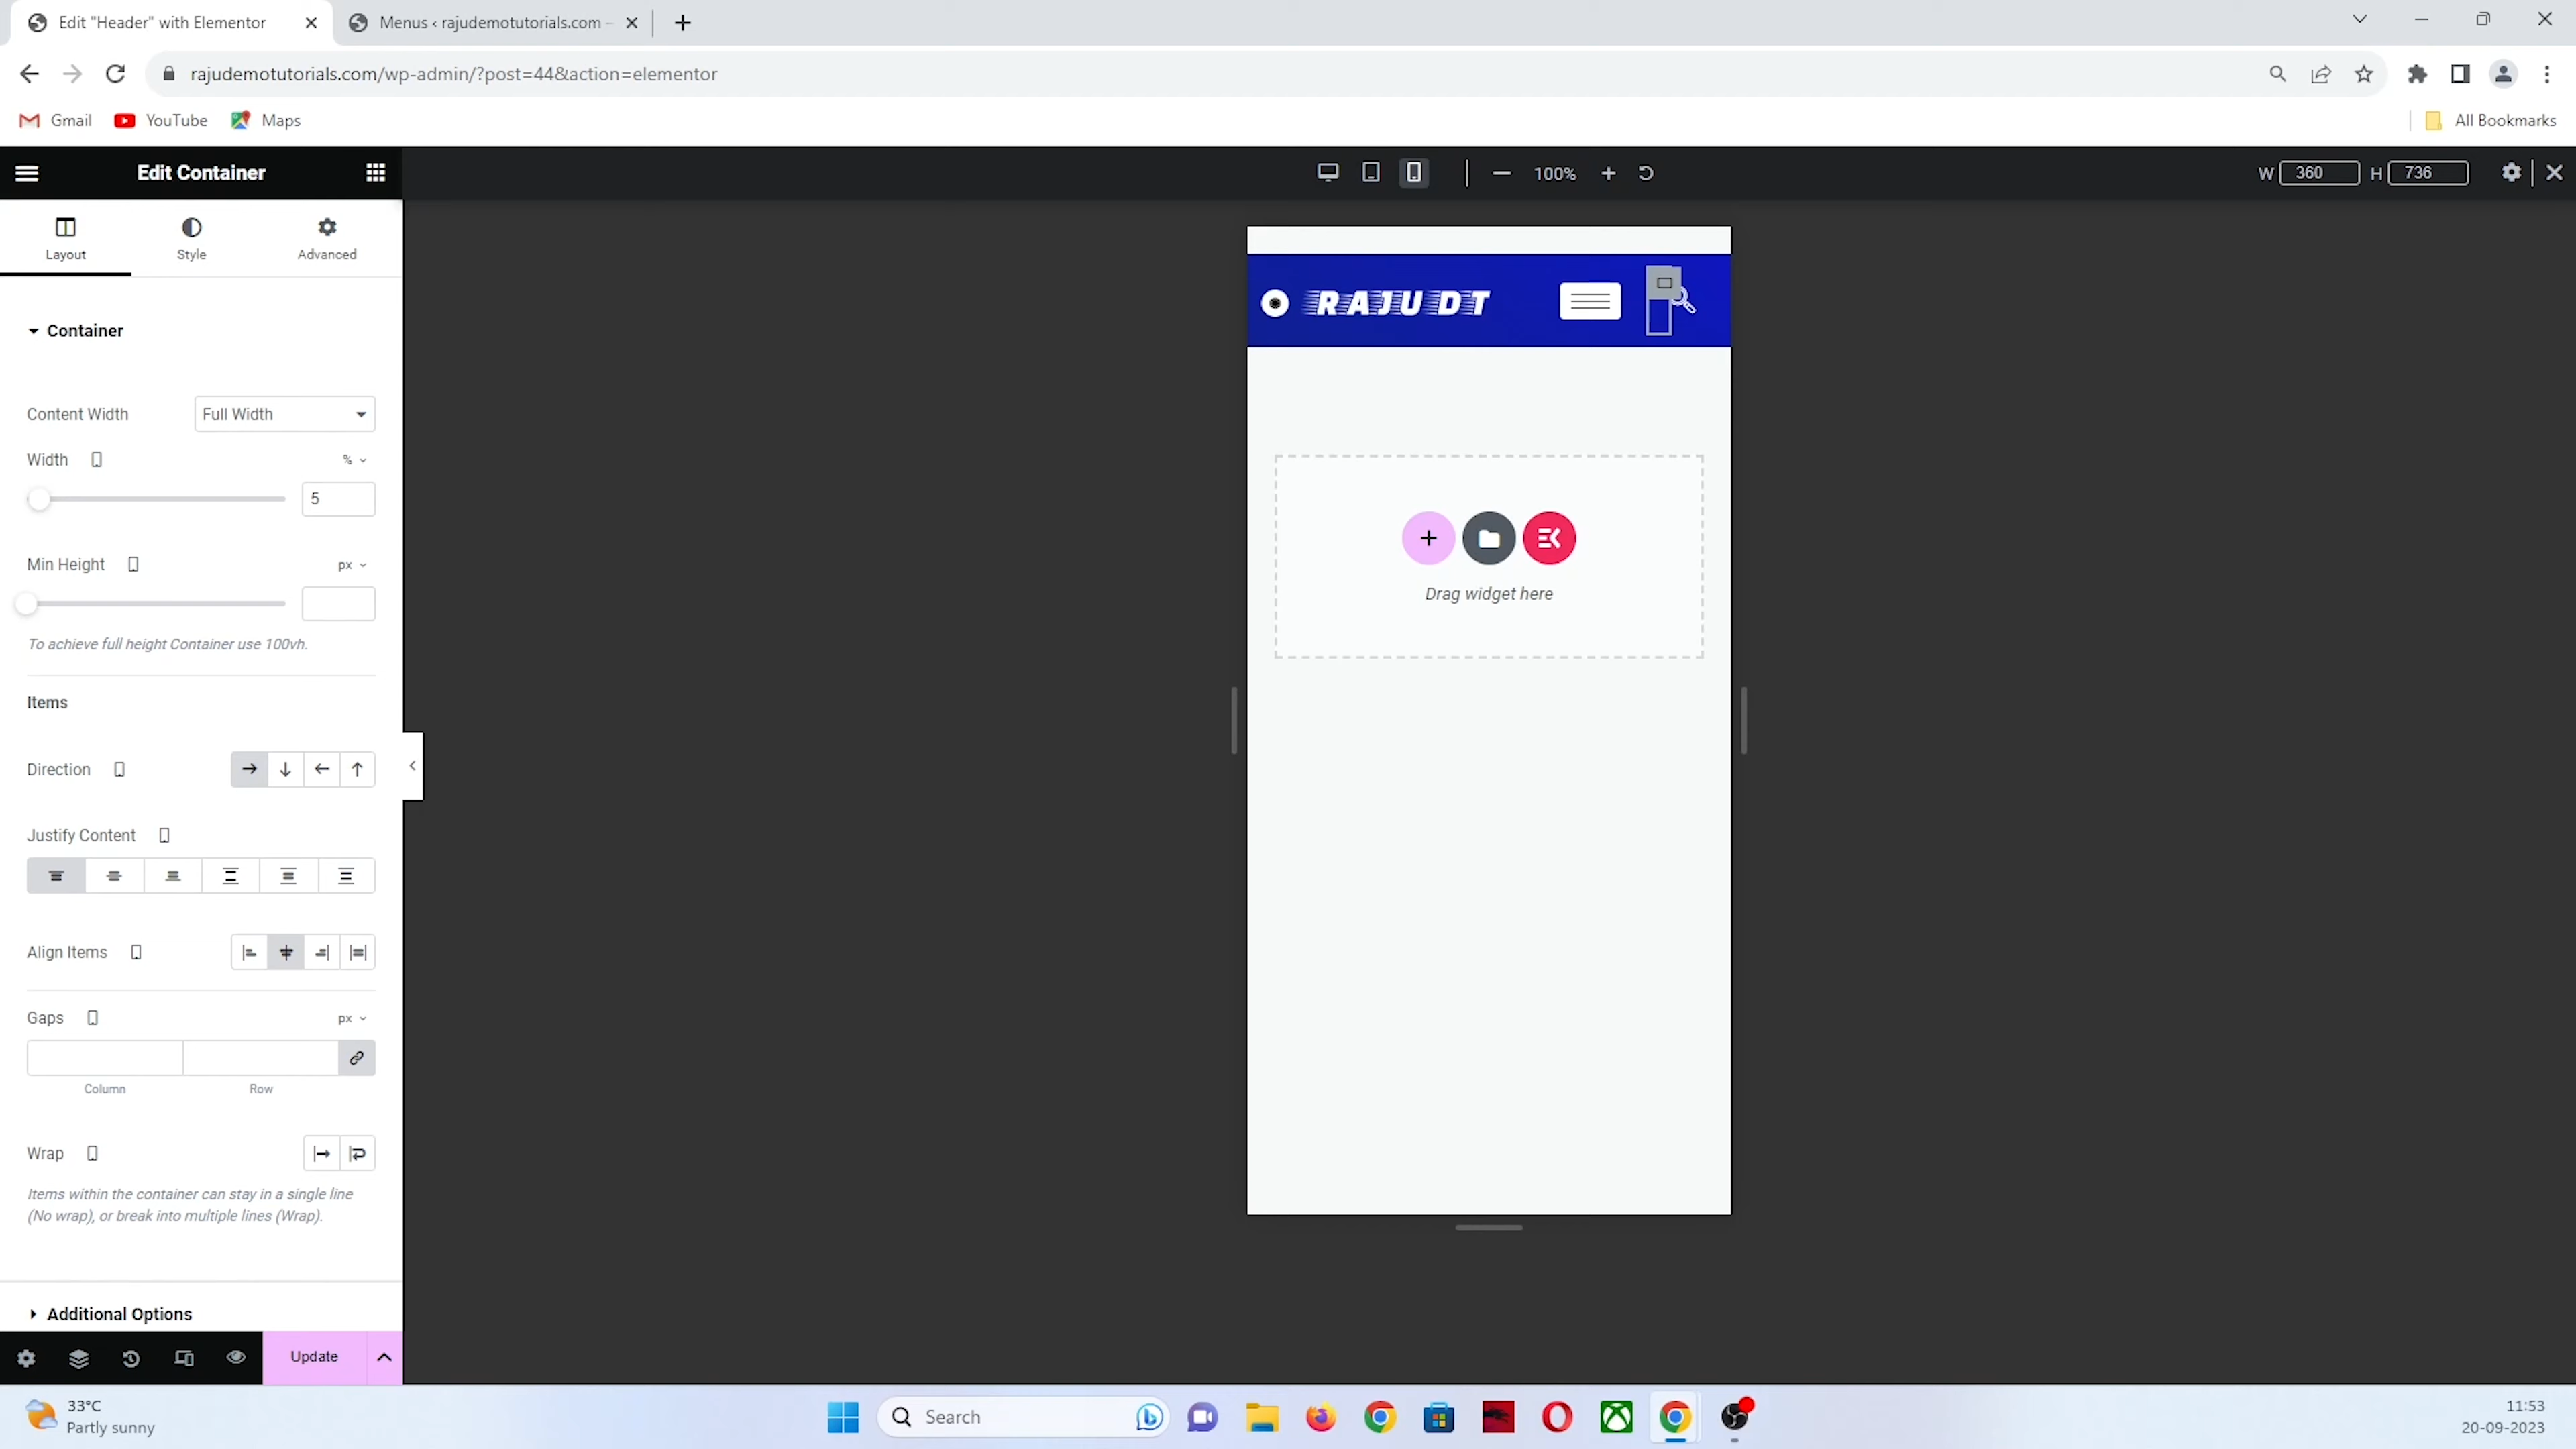 Edit "Header" with Elementor
Menus ‹ rajudemotutorials.com –
rajudemotutorials.com/wp-admin/?post=44&action=elementor
Gmail
YouTube
Maps
All Bookmarks
Edit Container
100%
W 360
H 736
Layout
Style
Advanced
Container
Content Width
Full Width
Width
%
5
Min Height
px
To achieve full height Container use 100vh.
Items
Direction
Justify Content
Align Items
Gaps
px
Column
Row
Wrap
Items within the container can stay in a single line
(No wrap), or break into multiple lines (Wrap).
Additional Options
Update
RAJU DT
Drag widget here
33°C
Partly sunny
Search
11:53
20-09-2023